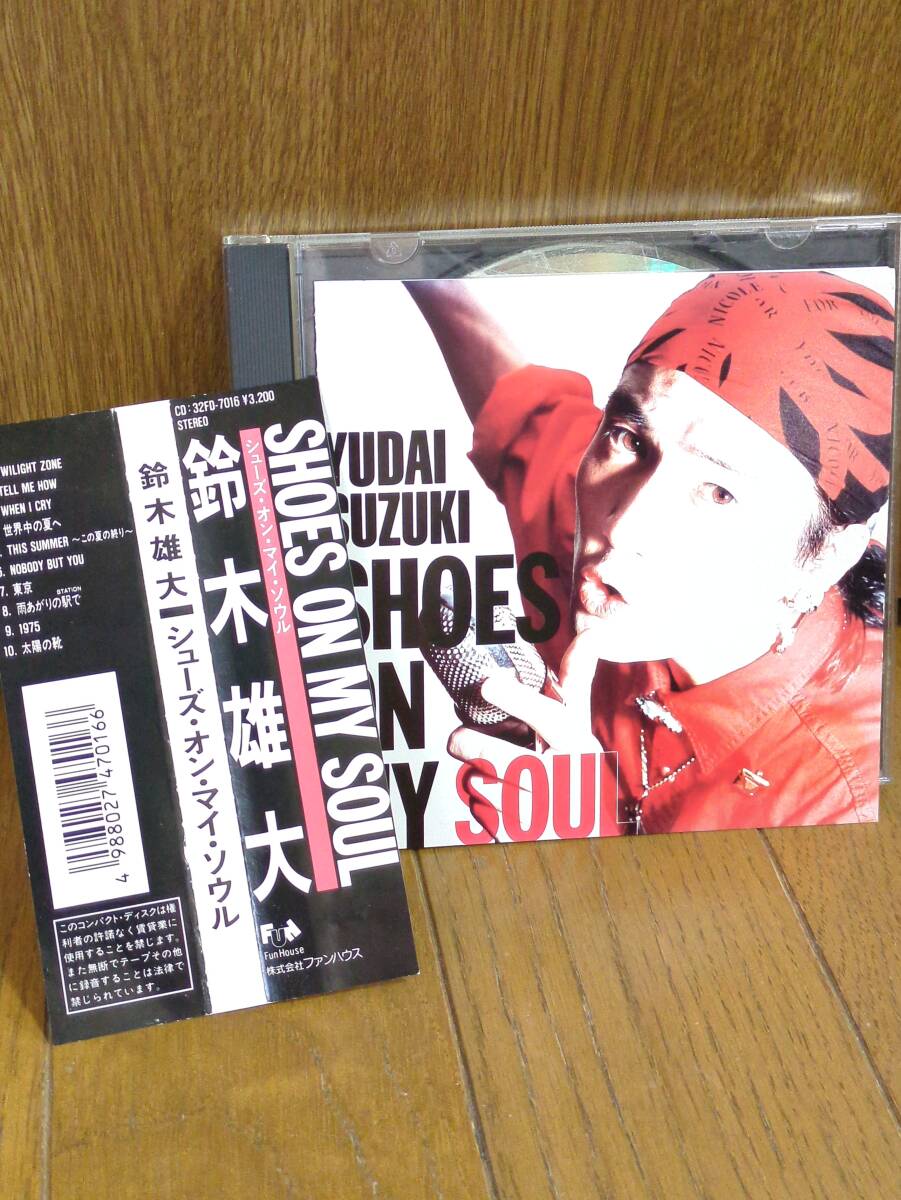 WILIGHT ZONE
TELL ME HOW
WHEN I CRY
世界中の夏へ
THIS SUMMER ～この夏の終り～
NOBODY BUT YOU
7. 東京
STATION
8. 雨あがりの駅で
9. 1975
10. 太陽の靴
4 988027 470166
このコンパクト・ディスクは権
利者の許諾なく賃貸業に
使用することを禁じます。
また無断でテープその他
に録音することは法律で
禁じられています。
鈴木雄大 シューズ・オン・マイ・ソウル
CD:32FD-7016 ¥3,200
STEREO
鈴木雄大
シューズ・オン・マイ・ソウル
SHOES ON MY SOUL
Fun
Fun House
株式会社ファンハウス
YUDAI
SUZUKI
SHOES
ON
MY SOUL
NICOLE